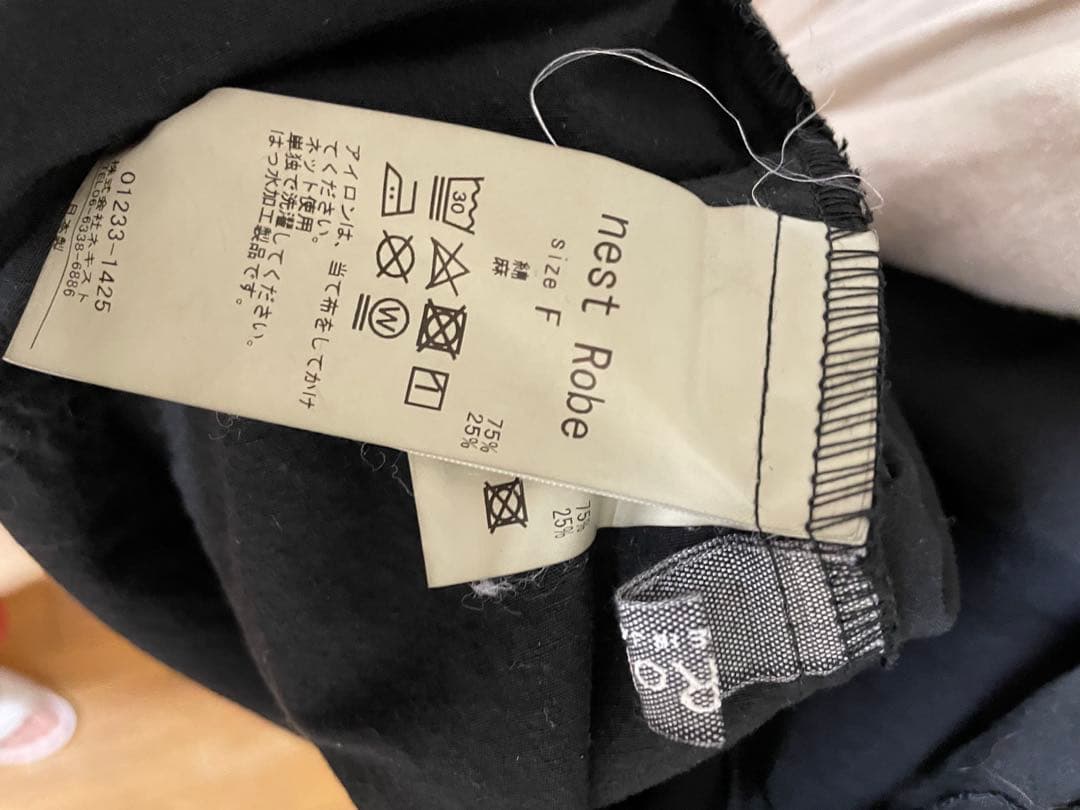 nest Robe
size F
綿 75%
麻 25%
30
W
アイロンは、当て布をしてかけ
てください。
ネット使用
単独で洗濯してください。
はっ水加工製品です。
01233-1425
株式会社ネキスト
TEL06-6338-6886
日本製
75%
25%